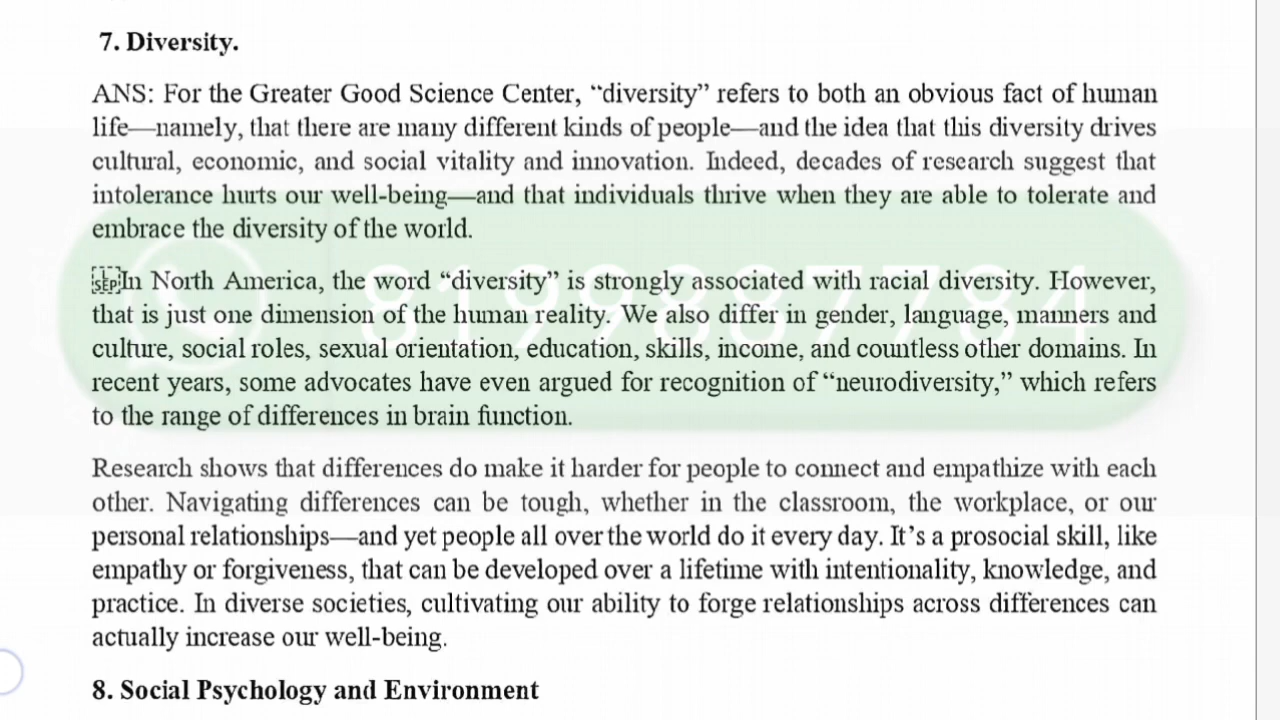 7. Diversity.
ANS: For the Greater Good Science Center, “diversity” refers to both an obvious fact of human
life—namely, that there are many different kinds of people—and the idea that this diversity drives
cultural, economic, and social vitality and innovation. Indeed, decades of research suggest that
intolerance hurts our well-being—and that individuals thrive when they are able to tolerate and
embrace the diversity of the world.
SEP In North America, the word “diversity” is strongly associated with racial diversity. However,
that is just one dimension of the human reality. We also differ in gender, language, manners and
culture, social roles, sexual orientation, education, skills, income, and countless other domains. In
recent years, some advocates have even argued for recognition of “neurodiversity,” which refers
to the range of differences in brain function.
Research shows that differences do make it harder for people to connect and empathize with each
other. Navigating differences can be tough, whether in the classroom, the workplace, or our
personal relationships—and yet people all over the world do it every day. It’s a prosocial skill, like
empathy or forgiveness, that can be developed over a lifetime with intentionality, knowledge, and
practice. In diverse societies, cultivating our ability to forge relationships across differences can
actually increase our well-being.
8. Social Psychology and Environment